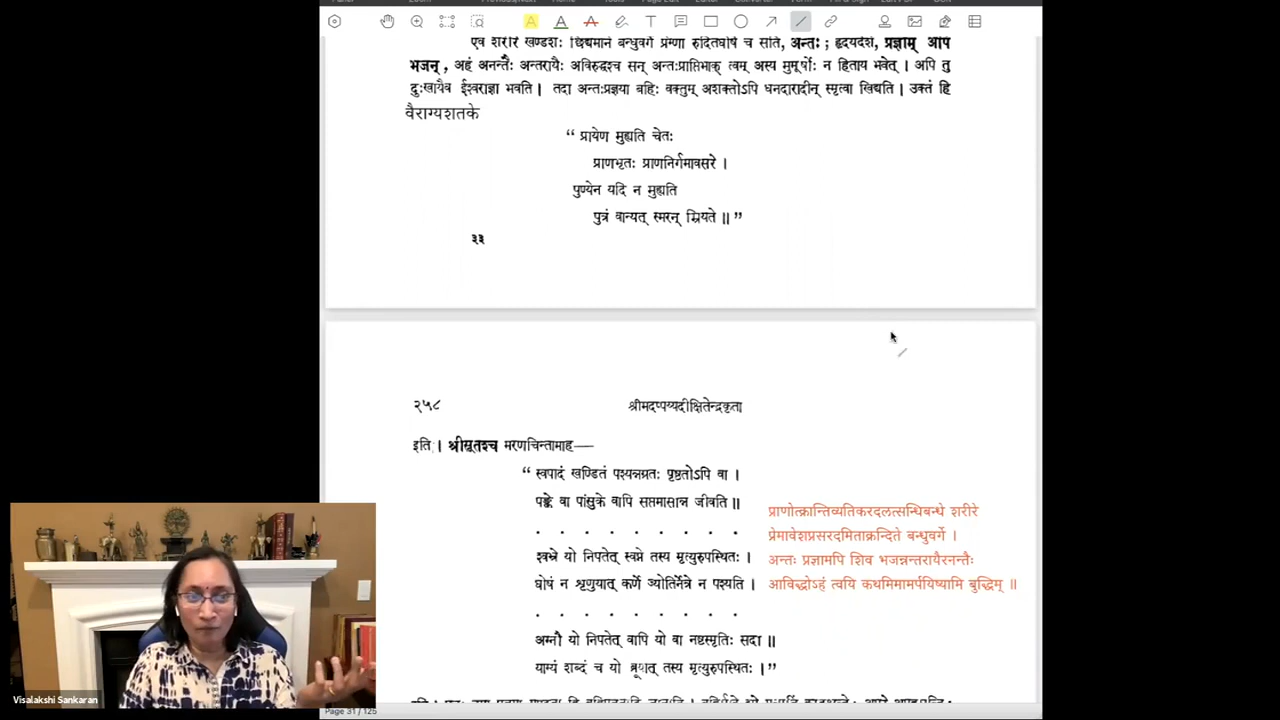 एवं शरीरे खण्डशः छिद्यमाने बन्धुवर्गे प्रेम्णा रुदितघोषे च सति, अन्तः ; हृदयदेशे, प्रज्ञाम् अपि
भजन्, अहं अनन्तैः अन्तरायैः अविरुद्धश्च सन् अन्तःप्राप्तिभाक् त्वम् अस्य मुमूर्षोः न हिताय भवेत् । अपि तु
दुःखायैव ईश्वराज्ञा भवति । तदा अन्तःप्रज्ञया बहिः वक्तुम् अशक्तोऽपि धनदारादीन् स्मृत्वा खिद्यति । उक्तं हि
वैराग्यशतके
“ प्रायेण मुह्यति चेतः
प्राणभृतः प्राणनिर्गमावसरे ।
पुण्येन यदि न मुह्यति
पुत्रं वान्यत् स्मरन् म्रियते ॥ ”
३३
२५८ श्रीमदप्पय्यदीक्षितेन्द्रकृता
इति । श्रीसूतश्च मरणचिन्तामाह—
“ स्वपादं खण्डितं पश्यन्नग्रतः पृष्ठतोऽपि वा ।
पङ्के वा पांसुके वापि सप्तमासान्न जीवति ॥
. . . . . . . . .
श्वभ्रे यो निपतेत् स्वप्ने तस्य मृत्युरुपस्थितः ।
घोषं न श्रृणुयात् कर्णे ज्योतिर्नेत्रे न पश्यति ।
. . . . . . . . .
अग्नौ यो निपतेत् वापि यो वा नष्टस्मृतिः सदा ॥
याम्यं शब्दं च यो ब्रूयात् तस्य मृत्युरुपस्थितः । ”
प्राणोत्क्रान्तिव्यतिकरदलत्सन्धिबन्धे शरीरे
प्रेमावेशप्रसरदमिताक्रन्दिते बन्धुवर्गे ।
अन्तः प्रज्ञामपि शिव भजन्नन्तरायैरनन्तैः
आविद्धोऽहं त्वयि कथमिमामर्पयिष्यामि बुद्धिम् ॥
Visalakshi Sankaran
Page 31 / 125